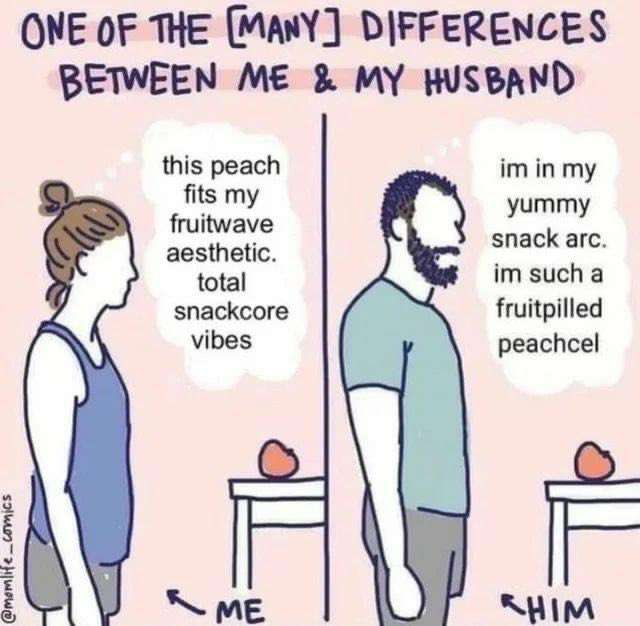 ONE OF THE [MANY] DIFFERENCES
BETWEEN ME & MY HUSBAND
this peach
fits my
fruitwave
aesthetic.
total
snackcore
vibes
im in my
yummy
snack arc.
im such a
fruitpilled
peachcel
ME
HIM
@momlife_comics